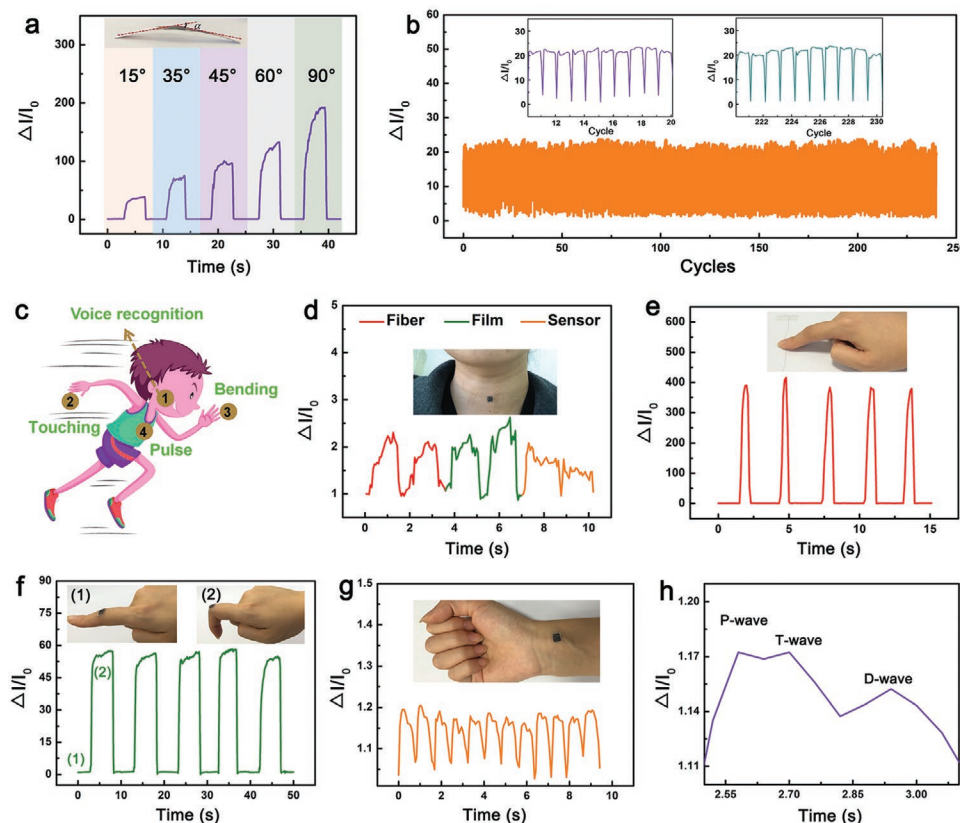 a
α
15° 35° 45° 60° 90°
300
200
100
0
ΔI/I₀
0 10 20 30 40
Time (s)
b
60
50
40
30
20
10
0
ΔI/I₀
0 50 100 150 200 250
Cycles
30
20
10
0
ΔI/I₀
12 14 16 18 20
Cycle
30
20
10
0
ΔI/I₀
222 224 226 228 230
Cycle
c
Voice recognition
Bending
Touching
Pulse
1
2
3
4
d
Fiber Film Sensor
5
4
3
2
1
ΔI/I₀
0 2 4 6 8 10
Time (s)
e
600
500
400
300
200
100
0
ΔI/I₀
0 5 10 15
Time (s)
f
(1) (2)
90
75
60
45
30
15
0
ΔI/I₀
(2)
(1)
0 10 20 30 40 50
Time (s)
g
1.5
1.4
1.3
1.2
1.1
ΔI/I₀
0 2 4 6 8 10
Time (s)
h
1.20
1.17
1.14
1.11
ΔI/I₀
P-wave
T-wave
D-wave
2.55 2.70 2.85 3.00
Time (s)